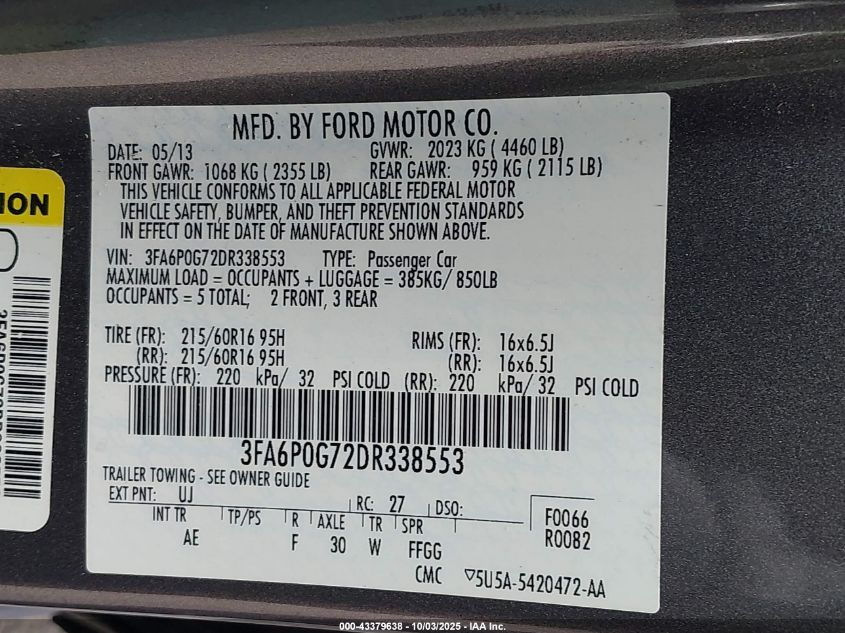 MFD. BY FORD MOTOR CO.
DATE: 05/13 GVWR: 2023 KG ( 4460 LB)
FRONT GAWR: 1068 KG ( 2355 LB) REAR GAWR: 959 KG ( 2115 LB)
THIS VEHICLE CONFORMS TO ALL APPLICABLE FEDERAL MOTOR
VEHICLE SAFETY, BUMPER, AND THEFT PREVENTION STANDARDS
IN EFFECT ON THE DATE OF MANUFACTURE SHOWN ABOVE.
VIN: 3FA6P0G72DR338553 TYPE: Passenger Car
MAXIMUM LOAD = OCCUPANTS + LUGGAGE = 385KG/ 850LB
OCCUPANTS = 5 TOTAL; 2 FRONT, 3 REAR
TIRE (FR): 215/60R16 95H RIMS (FR): 16x6.5J
(RR): 215/60R16 95H (RR): 16x6.5J
PRESSURE (FR): 220 kPa/ 32 PSI COLD (RR): 220 kPa/ 32 PSI COLD
3FA6P0G72DR338553
TRAILER TOWING - SEE OWNER GUIDE
EXT PNT: UJ RC: 27 DSO: F0066
INT TR TP/PS R AXLE TR SPR R0082
AE F 30 W FFGG
CMC ▽5U5A-5420472-AA
ION
000-43379638 - 10/03/2025 - IAA Inc.